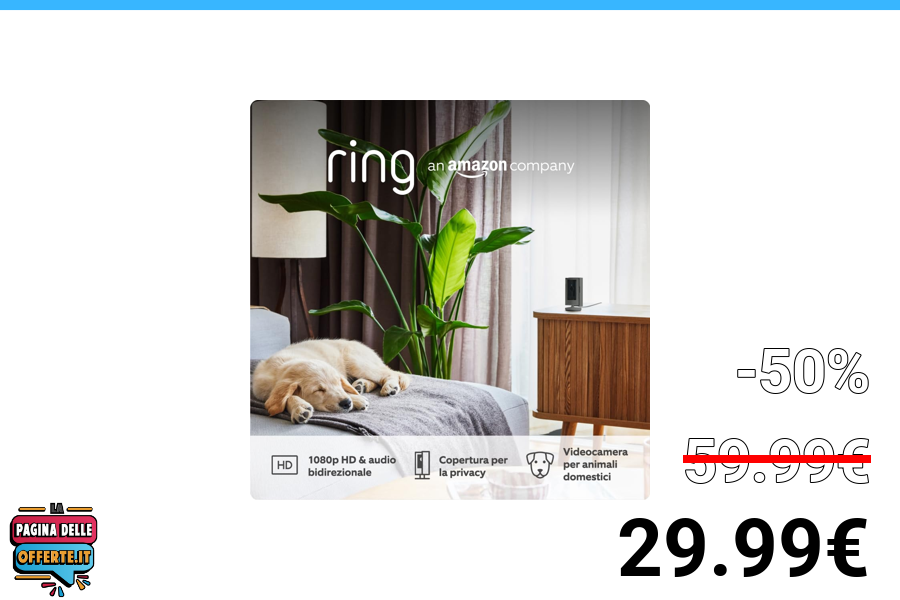 ring an amazon company
HD
1080p HD & audio
bidirezionale
Copertura per
la privacy
Videocamera
per animali
domestici
-50%
59.99€
29.99€
LA
PAGINA DELLE
OFFERTE.IT